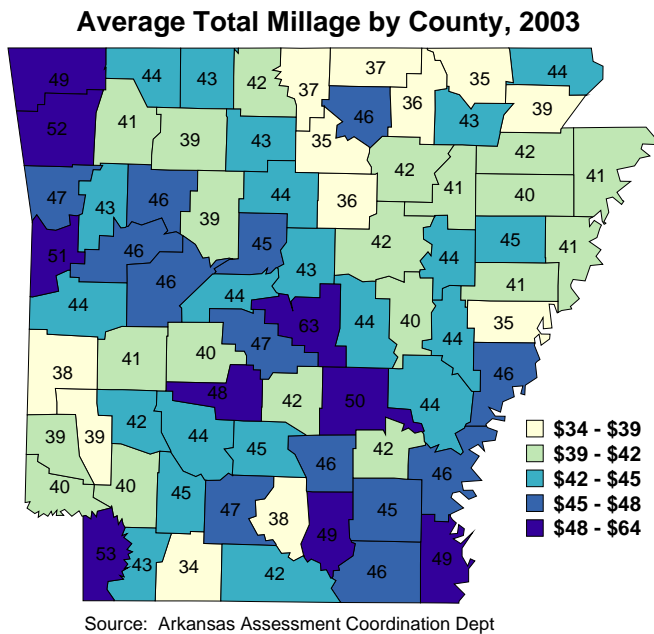 Average Total Millage by County, 2003
49 44 43 42 37 37 35 44
46 36 39
52 41 39 43 35 43
42 42 41
47 43 46 39 44 36 41 40
51 46 45 42 44 45 41
46 43 41
44 44 63 44 40 44 35
38 41 40 47 46
48 42 50 44
39 39 42 44 45 46 42 46
40 40 45 47 38 49 45
53 43 34 42 46 49
$34 - $39
$39 - $42
$42 - $45
$45 - $48
$48 - $64
Source: Arkansas Assessment Coordination Dept